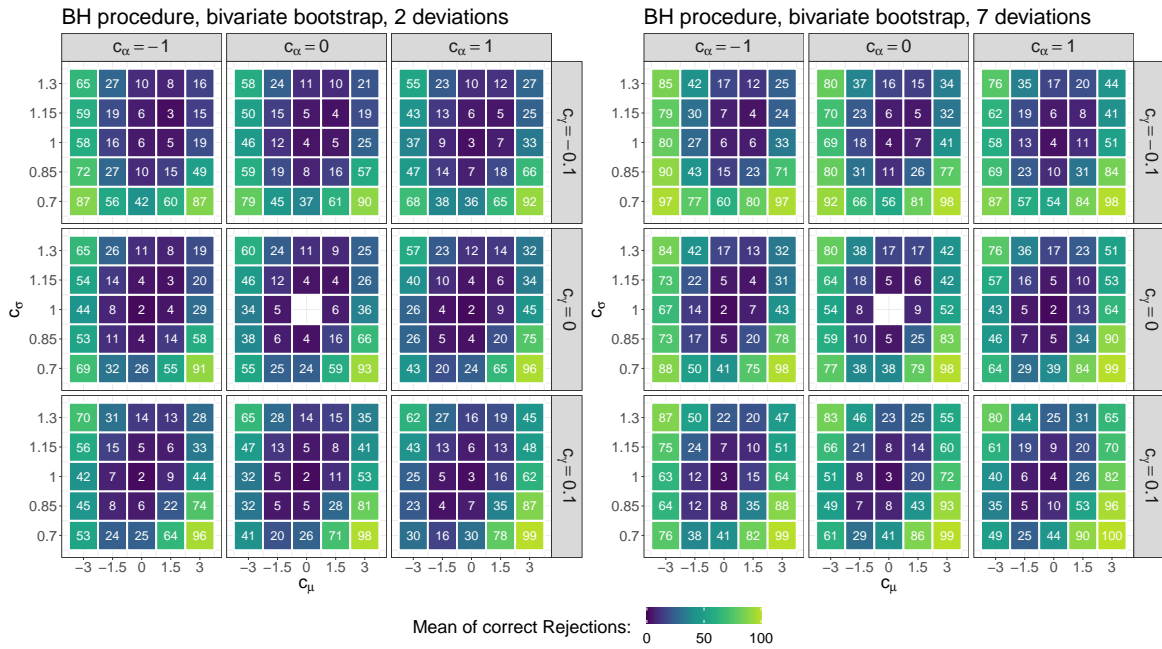 BH procedure, bivariate bootstrap, 2 deviations
cα = −1
cα = 0
cα = 1
1.3 65 27 10 8 16 58 24 11 10 21 55 23 10 12 27
1.15 59 19 6 3 15 50 15 5 4 19 43 13 6 5 25
1 58 16 6 5 19 46 12 4 5 25 37 9 3 7 33
0.85 72 27 10 15 49 59 19 8 16 57 47 14 7 18 66
0.7 87 56 42 60 87 79 45 37 61 90 68 38 36 65 92
cγ = −0.1
1.3 65 26 11 8 19 60 24 11 9 25 57 23 12 14 32
1.15 54 14 4 3 20 46 12 4 4 26 40 10 4 6 34
1 44 8 2 4 29 34 5 6 36 26 4 2 9 45
0.85 53 11 4 14 58 38 6 4 16 66 26 5 4 20 75
0.7 69 32 26 55 91 55 25 24 59 93 43 20 24 65 96
cγ = 0
1.3 70 31 14 13 28 65 28 14 15 35 62 27 16 19 45
1.15 56 15 5 6 33 47 13 5 8 41 43 13 6 13 48
1 42 7 2 9 44 32 5 2 11 53 25 5 3 16 62
0.85 45 8 6 22 74 32 5 5 28 81 23 4 7 35 87
0.7 53 24 25 64 96 41 20 26 71 98 30 16 30 78 99
cγ = 0.1
cσ
−3 −1.5 0 1.5 3 −3 −1.5 0 1.5 3 −3 −1.5 0 1.5 3
cμ
BH procedure, bivariate bootstrap, 7 deviations
cα = −1
cα = 0
cα = 1
1.3 85 42 17 12 25 80 37 16 15 34 76 35 17 20 44
1.15 79 30 7 4 24 70 23 6 5 32 62 19 6 8 41
1 80 27 6 6 33 69 18 4 7 41 58 13 4 11 51
0.85 90 43 15 23 71 80 31 11 26 77 69 23 10 31 84
0.7 97 77 60 80 97 92 66 56 81 98 87 57 54 84 98
cγ = −0.1
1.3 84 42 17 13 32 80 38 17 17 42 76 36 17 23 51
1.15 73 22 5 4 31 64 18 5 6 42 57 16 5 10 53
1 67 14 2 7 43 54 8 9 52 43 5 2 13 64
0.85 73 17 5 20 78 59 10 5 25 83 46 7 5 34 90
0.7 88 50 41 75 98 77 38 38 79 98 64 29 39 84 99
cγ = 0
1.3 87 50 22 20 47 83 46 23 25 55 80 44 25 31 65
1.15 75 24 7 10 51 66 21 8 14 60 61 19 9 20 70
1 63 12 3 15 64 51 8 3 20 72 40 6 4 26 82
0.85 64 12 8 35 88 49 7 8 43 93 35 5 10 53 96
0.7 76 38 41 82 99 61 29 41 86 99 49 25 44 90 100
cγ = 0.1
cσ
−3 −1.5 0 1.5 3 −3 −1.5 0 1.5 3 −3 −1.5 0 1.5 3
cμ
Mean of correct Rejections:
0 50 100